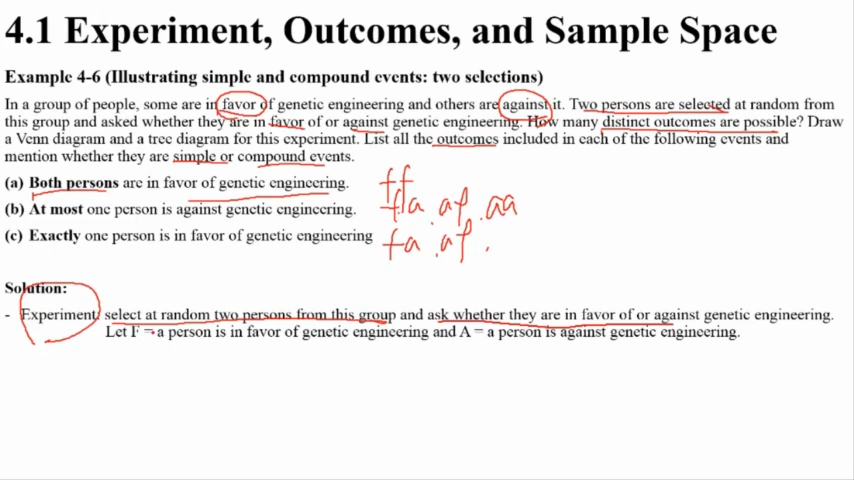 4.1 Experiment, Outcomes, and Sample Space
Example 4-6 (Illustrating simple and compound events: two selections)
In a group of people, some are in favor of genetic engineering and others are against it. Two persons are selected at random from
this group and asked whether they are in favor of or against genetic engineering. How many distinct outcomes are possible? Draw
a Venn diagram and a tree diagram for this experiment. List all the outcomes included in each of the following events and
mention whether they are simple or compound events.
(a) Both persons are in favor of genetic engineering. ff
(b) At most one person is against genetic engineering. fa. af. aa
(c) Exactly one person is in favor of genetic engineering fa. af.
Solution:
- Experiment: select at random two persons from this group and ask whether they are in favor of or against genetic engineering.
Let F = a person is in favor of genetic engineering and A = a person is against genetic engineering.